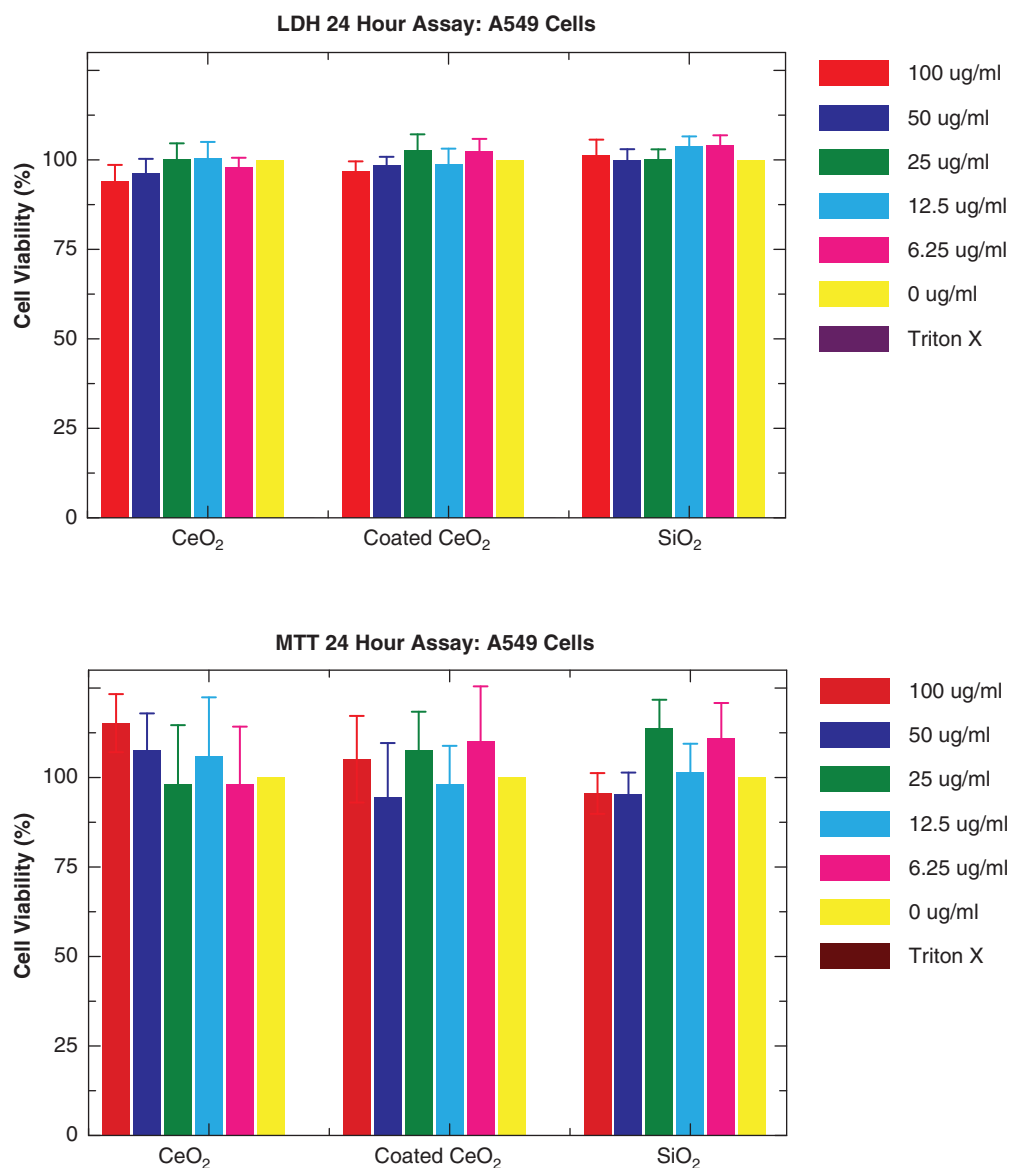 LDH 24 Hour Assay: A549 Cells
Cell Viability (%)
100
75
50
25
0
CeO₂
Coated CeO₂
SiO₂
100 ug/ml
50 ug/ml
25 ug/ml
12.5 ug/ml
6.25 ug/ml
0 ug/ml
Triton X
MTT 24 Hour Assay: A549 Cells
Cell Viability (%)
100
75
50
25
0
CeO₂
Coated CeO₂
SiO₂
100 ug/ml
50 ug/ml
25 ug/ml
12.5 ug/ml
6.25 ug/ml
0 ug/ml
Triton X